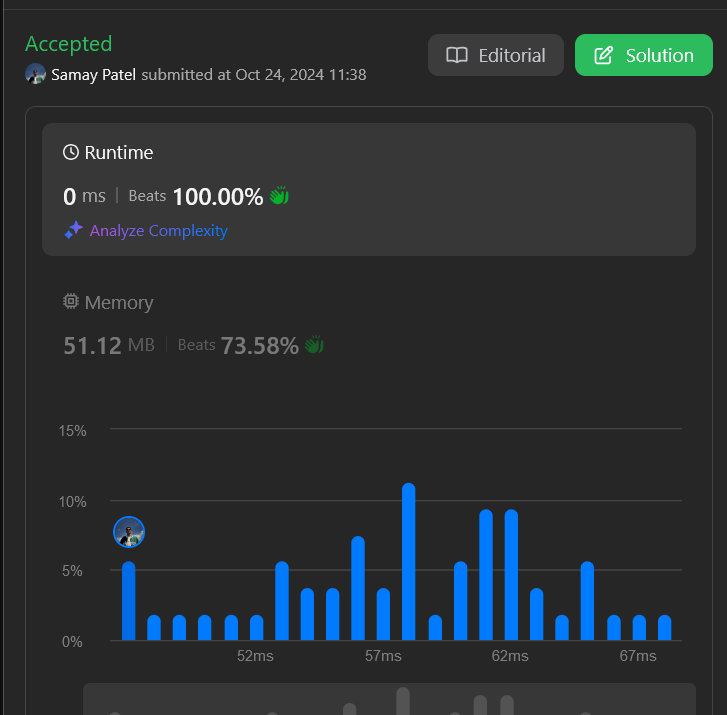 Accepted
Editorial
Solution
Samay Patel submitted at Oct 24, 2024 11:38
Runtime
0 ms | Beats 100.00%
Analyze Complexity
Memory
51.12 MB | Beats 73.58%
15%
10%
5%
0%
52ms 57ms 62ms 67ms